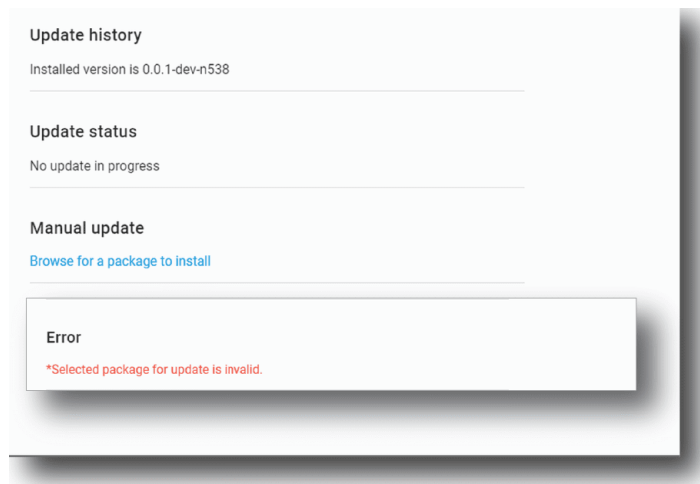 Update history
Installed version is 0.0.1-dev-n538
Update status
No update in progress
Manual update
Browse for a package to install
Error
*Selected package for update is invalid.